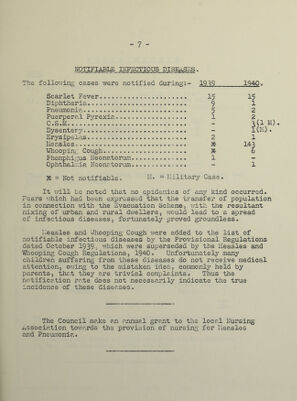 - 7 -
NOTIFIABLE INFECTIOUS DISEASES.
The following cases were notified during:- 1939 1940.
Scarlet Fever...................... 15 15
Diphtheria......................... 9 1
Pneumonia.......................... 5 2
Puerperal Pyrexia.................. 1 2
C.S.M.............................. - 3(1 M).
Dysentery.......................... - 1(M).
Erysipelas......................... 2 1
Measles............................ x 143
Whooping Cough..................... x 6
Phemphigus Neonatorum.............. 1 -
Ophthalmia Neonatorum.............. - 1
x = Not notifiable. M. = Military Case.
It will be noted that no epidemics of any kind occurred.
Fears which had been expressed that the transfer of population
in connection with the Evacuation Scheme, with the resultant
mixing of urban and rural dwellers, would lead to a spread
of infectious diseases, fortunately proved groundless.
Measles and Whooping Cough were added to the list of
notifiable infectious diseases by the Provisional Regulations
dated October 1939, which were superseded by the Measles and
Whooping Cough Regulations, 1940. Unfortunately many
children suffering from these diseases do not receive medical
attention, owing to the mistaken idea, commonly held by
parents, that they are trivial complaints. Thus the
notification rate does not necessarily indicate the true
incidence of these diseases.
The Council make an annual grant to the local Nursing
Association towards the provision of nursing for Measles
and Pneumonia.